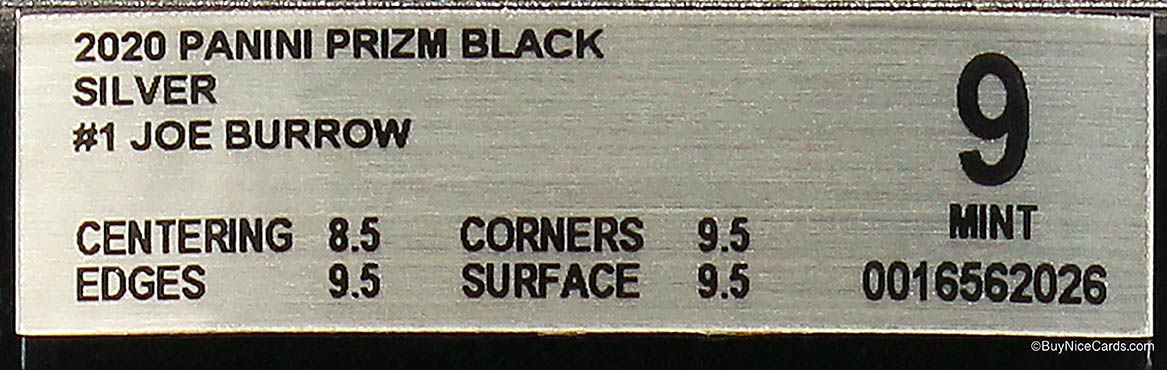 2020 PANINI PRIZM BLACK
SILVER
#1 JOE BURROW
9
MINT
CENTERING 8.5 CORNERS 9.5
EDGES 9.5 SURFACE 9.5
0016562026
©BuyNiceCards.com